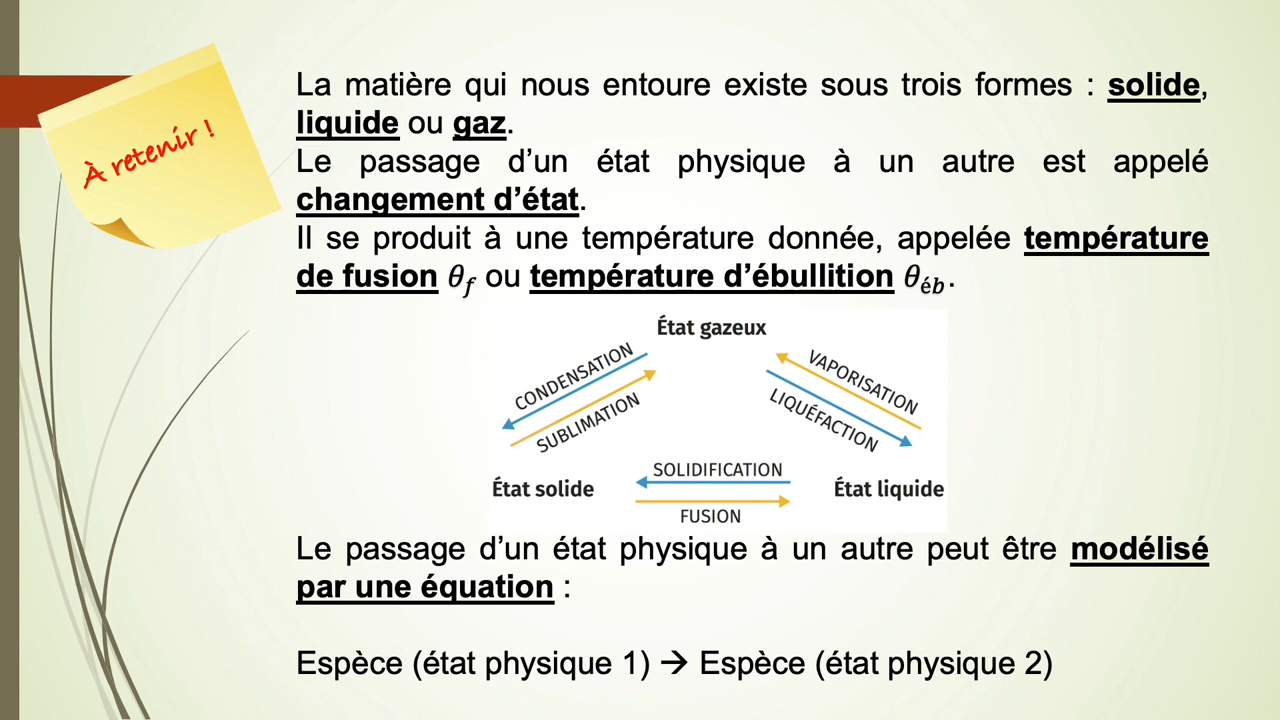 À retenir !
La matière qui nous entoure existe sous trois formes : solide,
liquide ou gaz.
Le passage d’un état physique à un autre est appelé
changement d’état.
Il se produit à une température donnée, appelée température
de fusion θf ou température d’ébullition θéb.
État gazeux
CONDENSATION
SUBLIMATION
VAPORISATION
LIQUÉFACTION
SOLIDIFICATION
État solide
État liquide
FUSION
Le passage d’un état physique à un autre peut être modélisé
par une équation :
Espèce (état physique 1) → Espèce (état physique 2)